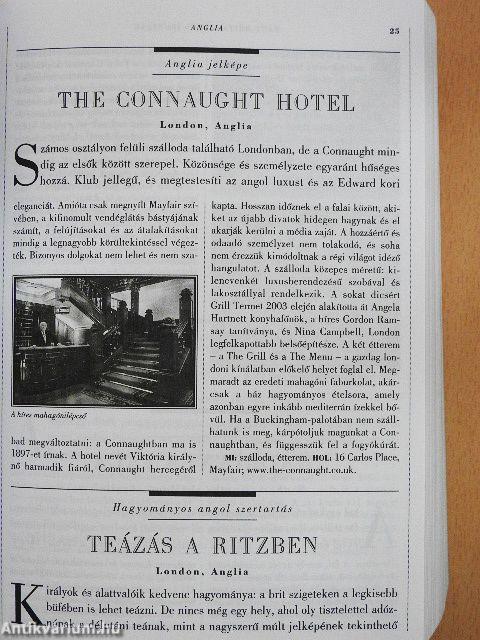 ANGLIA
25
Anglia jelképe
THE CONNAUGHT HOTEL
London, Anglia
Számos osztályon felüli szálloda található Londonban, de a Connaught min-
dig az elsők között szerepel. Közönsége és személyzete egyaránt hűséges
hozzá. Klub jellegű, és megtestesíti az angol luxust és az Edward kori
eleganciát. Amióta csak megnyílt Mayfair szí-
vében, a kifinomult vendéglátás bástyájának
számít, a felújításokat és az átalakításokat
mindig a legnagyobb körültekintéssel végez-
ték. Bizonyos dolgokat nem lehet és nem sza-
A híres mahagónilépcső
bad megváltoztatni: a Connaughtban ma is
1897-et írnak. A hotel nevét Viktória király-
nő harmadik fiáról, Connaught hercegéről
kapta. Hosszan időznek el a falai között, aki-
ket az újabb divatok hidegen hagynak és el
akarják kerülni a média zaját. A hozzáértő és
odaadó személyzet nem tolakodó, és soha
nem érezzük kimódoltnak a régi világot idéző
hangulatot. A szálloda közepes méretű: ki-
lenevenkét luxusberendezésű szobával és
lakosztállyal rendelkezik. A sokat dicsért
Grill Termet 2003 elején alakította át Angela
Hartnett konyhafőnök, a híres Gordon Ram-
say tanítványa, és Nina Campbell, London
legfelkapottabb belsőépítésze. A két étterem
– a The Grill és a The Menu – a gazdag lon-
doni kínálatban előkelő helyet foglal el. Meg-
maradt az eredeti mahagóni faburkolat, akár-
csak a ház hagyományos ételsora, amely
azonban egyre inkább mediterrán ízekkel bő-
vül. Ha a Buckingham-palotában nem száll-
hatunk is meg, kárpótoljuk magunkat a Con-
naughtban, és függesszük fel a fogyókúrát.
MI: szálloda, étterem. HOL: 16 Carlos Place,
Mayfair; www.the-connaught.co.uk.
Hagyományos angol szertartás
TEÁZÁS A RITZBEN
London, Anglia
Királyok és alattvalóik kedvenc hagyománya: a brit szigeteken a legkisebb
büfében is lehet teázni. De nincs még egy hely, ahol oly tisztelettel adóz-
nának a délutáni teának, mint a nagyszerű múlt jelképének tekinthető
Antikvarium.hu